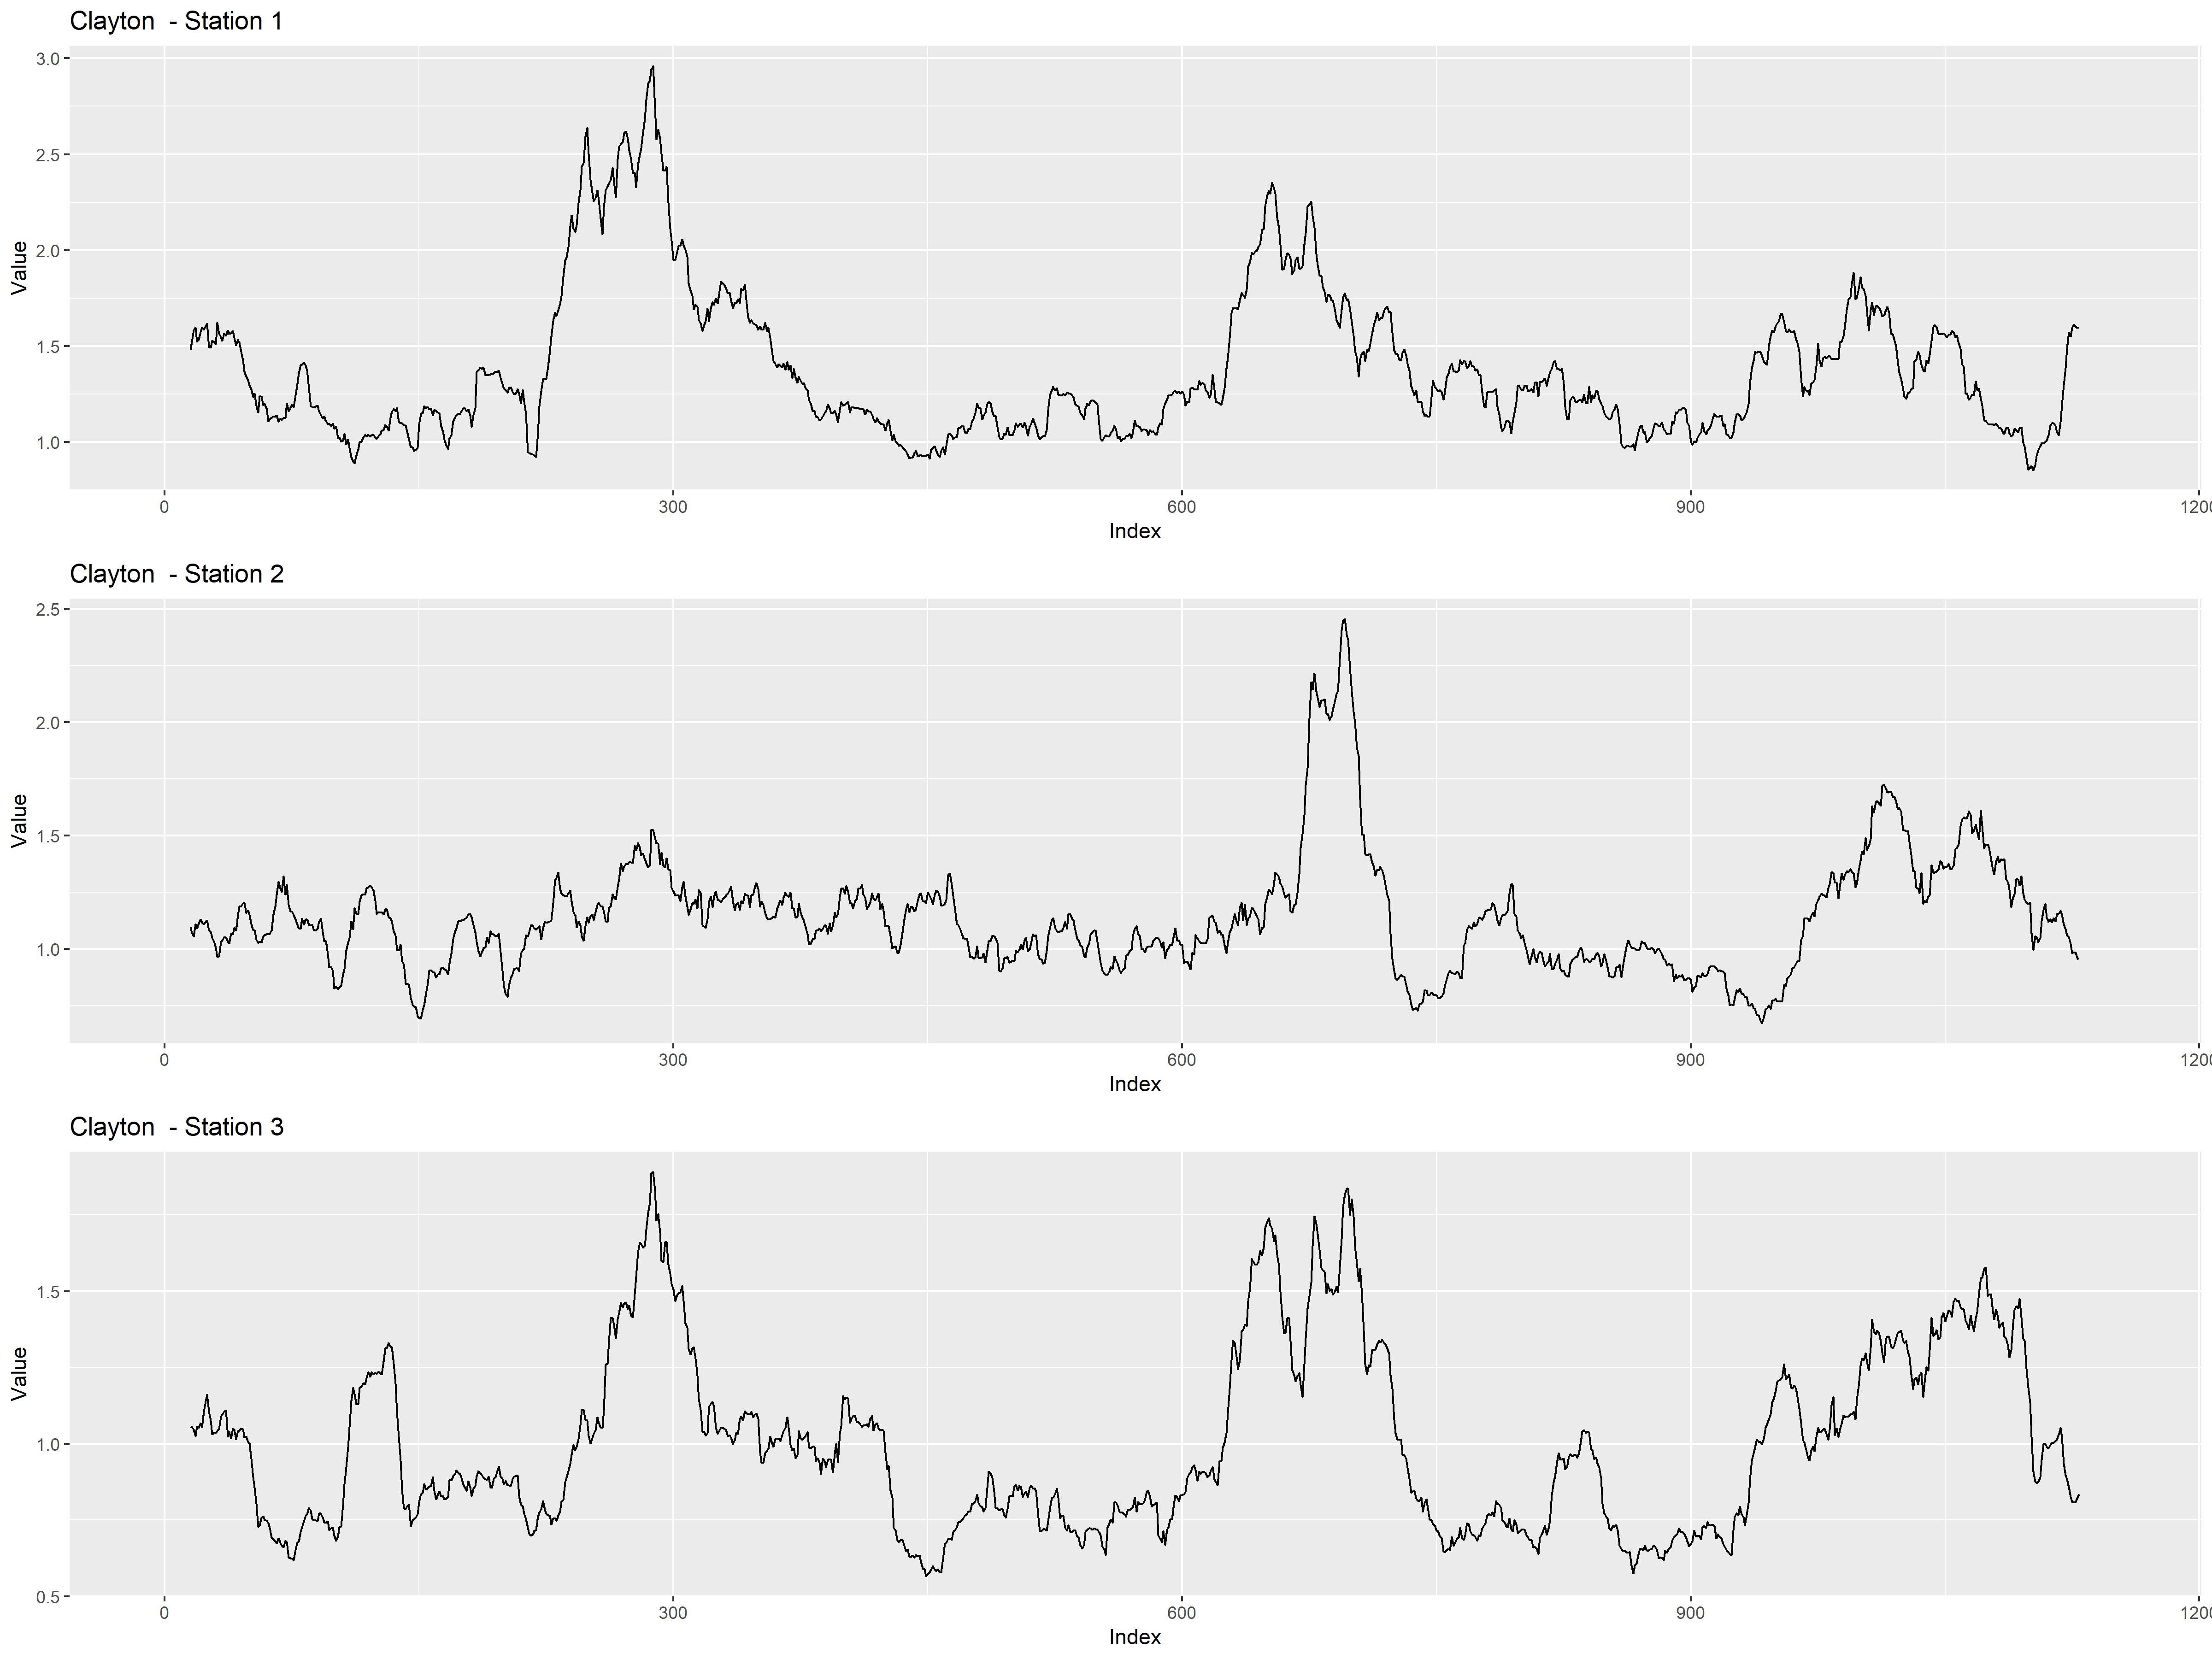 Clayton  - Station 1
3.0
2.5
2.0
1.5
1.0
Value
0 300 600 900 1200
Index
Clayton  - Station 2
2.5
2.0
1.5
1.0
Value
0 300 600 900 1200
Index
Clayton  - Station 3
1.5
1.0
0.5
Value
0 300 600 900 1200
Index